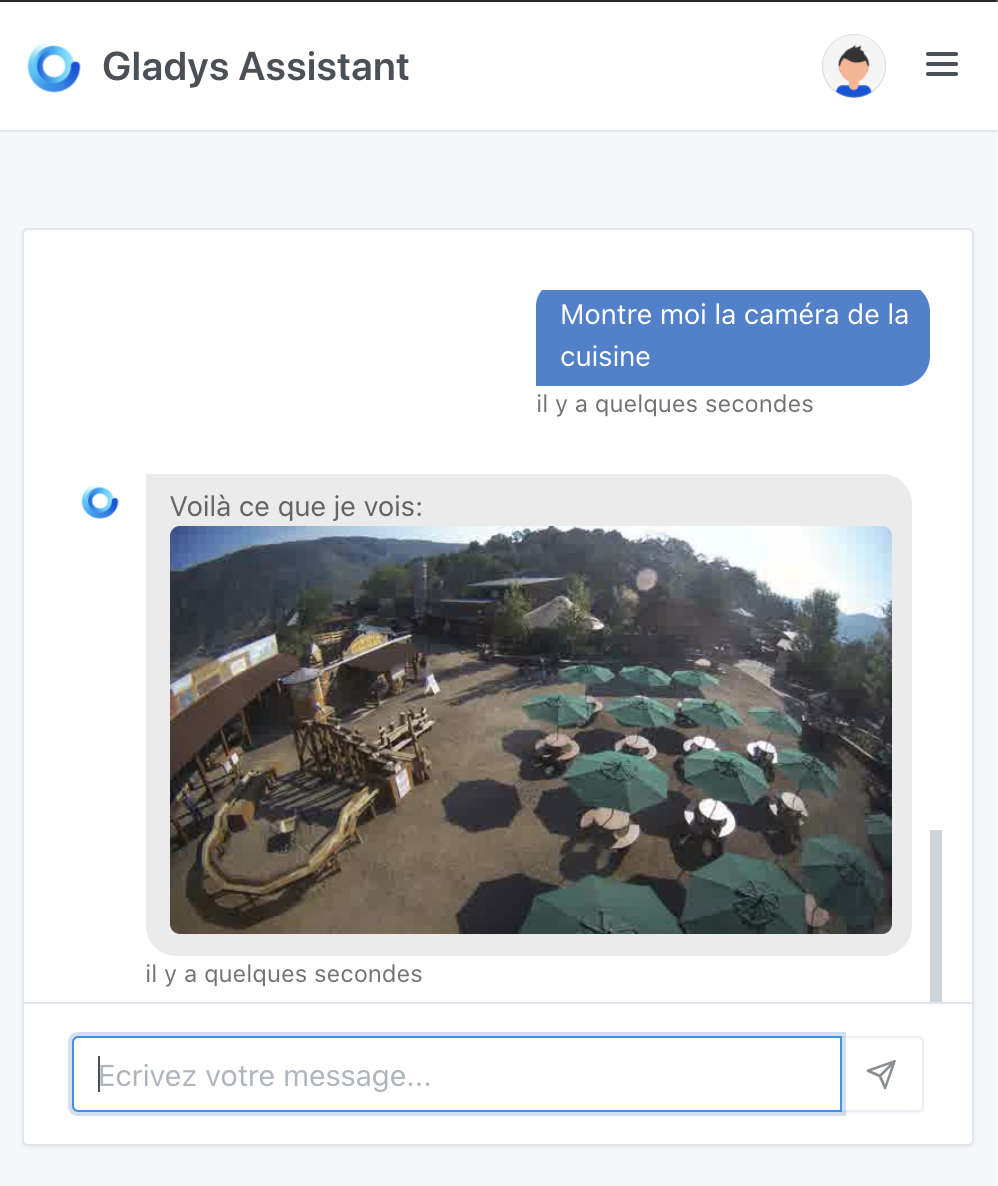 Gladys Assistant
Montre moi la caméra de la
cuisine
il y a quelques secondes
Voilà ce que je vois:
il y a quelques secondes
Ecrivez votre message...